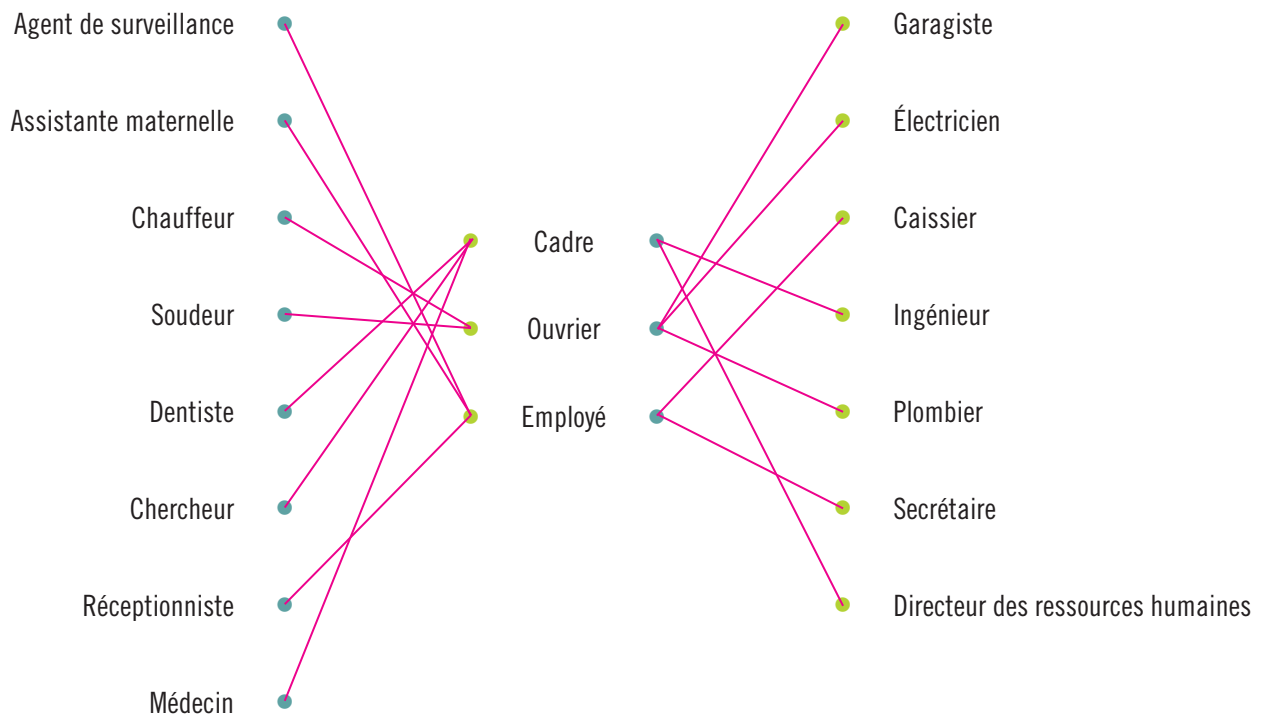 Agent de surveillance
Assistante maternelle
Chauffeur
Soudeur
Dentiste
Chercheur
Réceptionniste
Médecin
Cadre
Ouvrier
Employé
Garagiste
Électricien
Caissier
Ingénieur
Plombier
Secrétaire
Directeur des ressources humaines